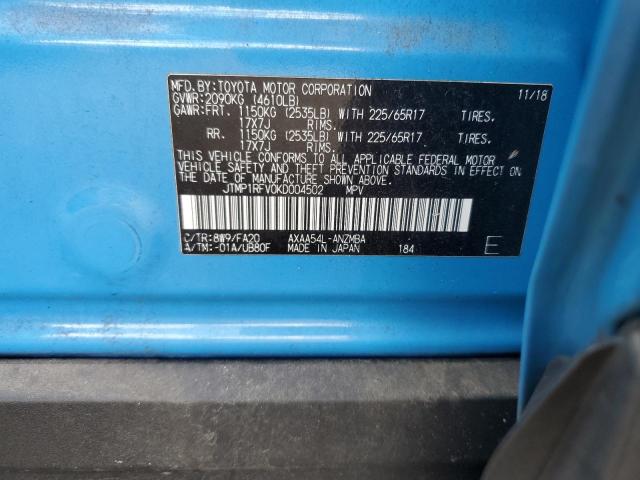 MFD. BY: TOYOTA MOTOR CORPORATION 11/18
GVWR: 2090KG (4610LB)
GAWR: FRT. 1150KG (2535LB) WITH 225/65R17 TIRES.
17X7J RIMS.
RR. 1150KG (2535LB) WITH 225/65R17 TIRES.
17X7J RIMS.
THIS VEHICLE CONFORMS TO ALL APPLICABLE FEDERAL MOTOR
VEHICLE SAFETY AND THEFT PREVENTION STANDARDS IN EFFECT
ON THE DATE OF MANUFACTURE SHOWN ABOVE.
JTMP1RFV0KD004502 MPV
C/TR: 8W9/FA20 AXAA54L-ANZMBA
A/TM: -01A/UB80F MADE IN JAPAN 184 E